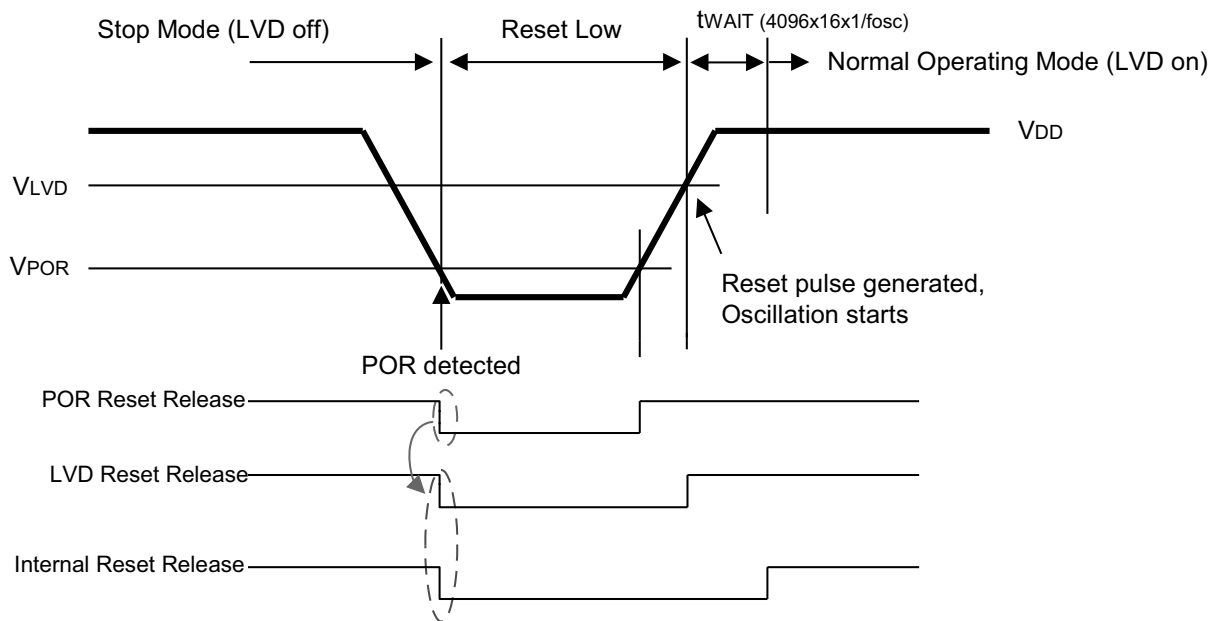 Stop Mode (LVD off)
Reset Low
tWAIT (4096x16x1/fosc)
Normal Operating Mode (LVD on)
VDD
VLVD
VPOR
Reset pulse generated,
Oscillation starts
POR detected
POR Reset Release
LVD Reset Release
Internal Reset Release